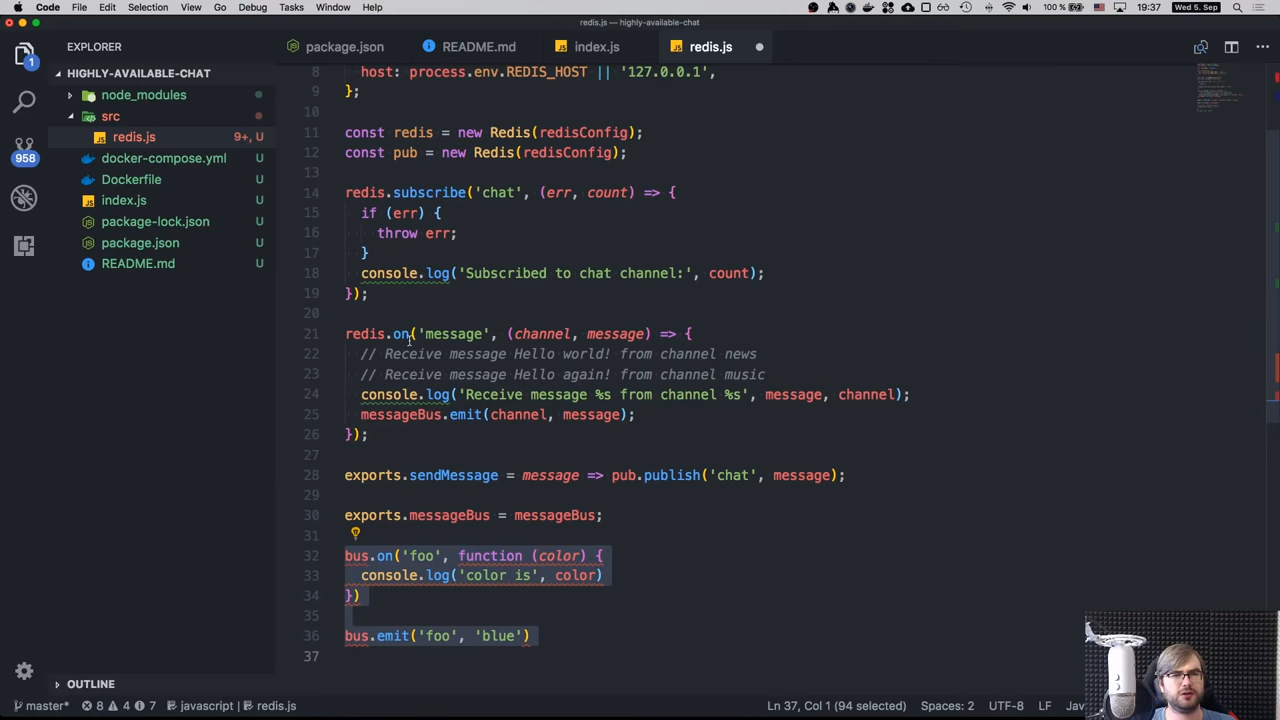 Code File Edit Selection View Go Debug Tasks Window Help 100 % 19:37 Wed 5. Sep
redis.js — highly-available-chat
EXPLORER
package.json README.md index.js redis.js
HIGHLY-AVAILABLE-CHAT
node_modules
src
redis.js 9+, U
docker-compose.yml U
Dockerfile U
index.js U
package-lock.json U
package.json U
README.md U
1
958
8 host: process.env.REDIS_HOST || '127.0.0.1',
9 };
10
11 const redis = new Redis(redisConfig);
12 const pub = new Redis(redisConfig);
13
14 redis.subscribe('chat', (err, count) => {
15 if (err) {
16 throw err;
17 }
18 console.log('Subscribed to chat channel:', count);
19 });
20
21 redis.on('message', (channel, message) => {
22 // Receive message Hello world! from channel news
23 // Receive message Hello again! from channel music
24 console.log('Receive message %s from channel %s', message, channel);
25 messageBus.emit(channel, message);
26 });
27
28 exports.sendMessage = message => pub.publish('chat', message);
29
30 exports.messageBus = messageBus;
31
32 bus.on('foo', function (color) {
33 console.log('color is', color)
34 })
35
36 bus.emit('foo', 'blue')
37
OUTLINE
master* 8 4 7 javascript redis.js Ln 37, Col 1 (94 selected) Spaces: 2 UTF-8 LF